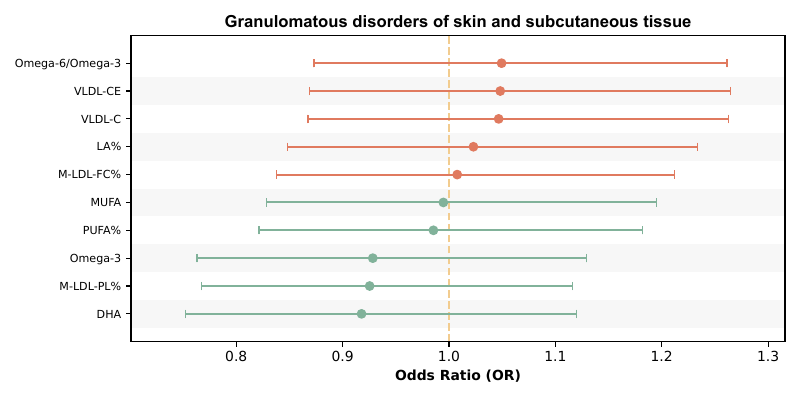 Granulomatous disorders of skin and subcutaneous tissue
Omega-6/Omega-3
VLDL-CE
VLDL-C
LA%
M-LDL-FC%
MUFA
PUFA%
Omega-3
M-LDL-PL%
DHA
0.8 0.9 1.0 1.1 1.2 1.3
Odds Ratio (OR)